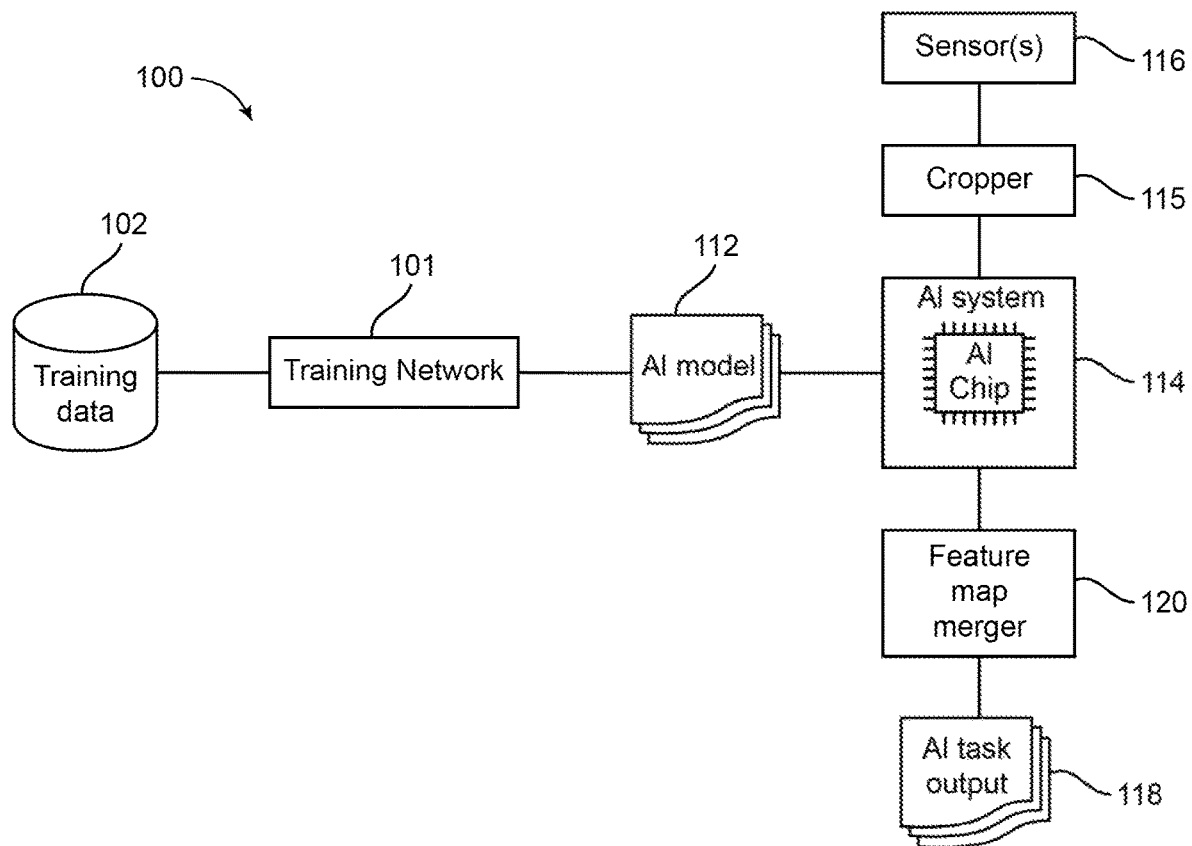 Sensor(s)
116
100
Cropper
115
102
101
112
Training
data
Training Network
AI model
AI system
AI
Chip
114
Feature
map
merger
120
AI task
output
118